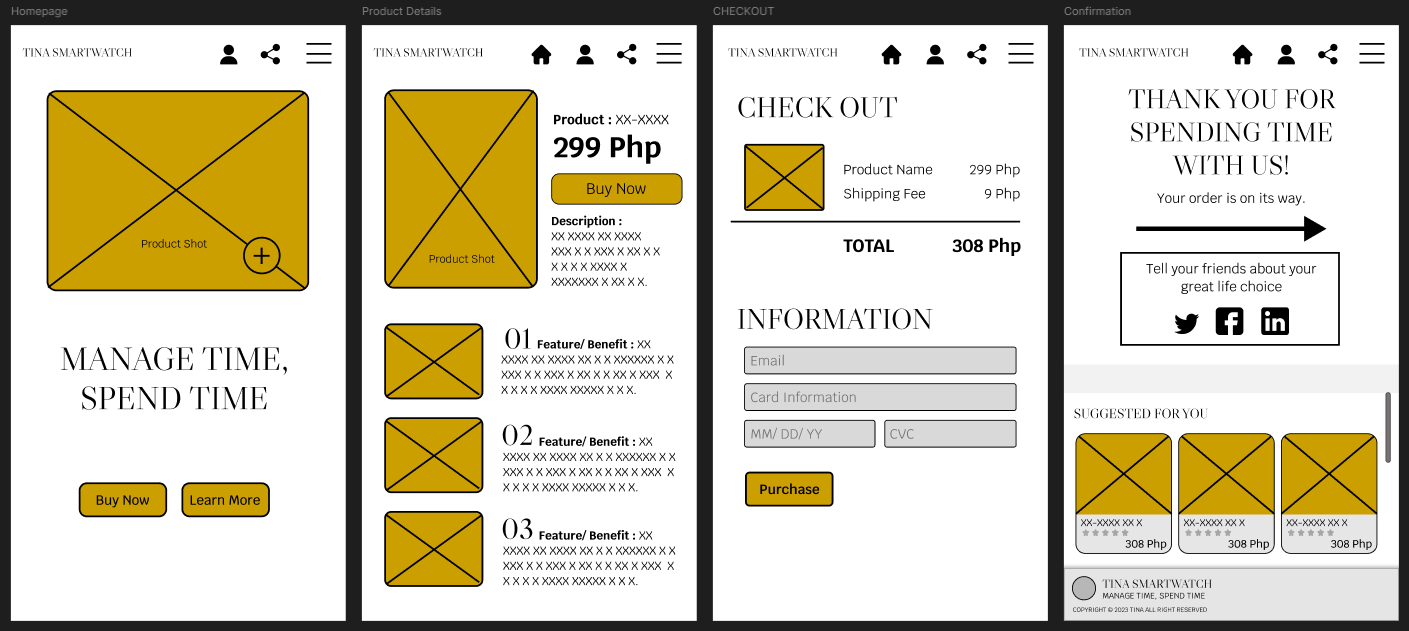 Homepage
TINA SMARTWATCH
Product Shot
MANAGE TIME,
SPEND TIME
Buy Now
Learn More
Product Details
TINA SMARTWATCH
Product Shot
Product : XX-XXXX
299 Php
Buy Now
Description :
XX XXXX XX XXXX
XXX X X XXX X XX X X
X X X X XXXX X
XXXXXXX X XX X X.
01 Feature/ Benefit : XX
XXXX XX XXXX XX X X XXXXXX X X
XXX X X XXX X XX X X XX XXX X
X X X X XXXX XXXXX X X X.
02 Feature/ Benefit : XX
XXXX XX XXXX XX X X XXXXXX X X
XXX X X XXX X XX X X XX XXX X
X X X X XXXX XXXXX X X X.
03 Feature/ Benefit : XX
XXXX XX XXXX XX X X XXXXXX X X
XXX X X XXX X XX X X XX XXX X
X X X X XXXX XXXXX X X X.
CHECKOUT
TINA SMARTWATCH
CHECK OUT
Product Name 299 Php
Shipping Fee 9 Php
TOTAL 308 Php
INFORMATION
Email
Card Information
MM/ DD/ YY
CVC
Purchase
Confirmation
TINA SMARTWATCH
THANK YOU FOR
SPENDING TIME
WITH US!
Your order is on its way.
Tell your friends about your
great life choice
SUGGESTED FOR YOU
XX-XXXX XX X
308 Php
XX-XXXX XX X
308 Php
XX-XXXX XX X
308 Php
TINA SMARTWATCH
MANAGE TIME, SPEND TIME
COPYRIGHT © 2023 TINA ALL RIGHT RESERVED